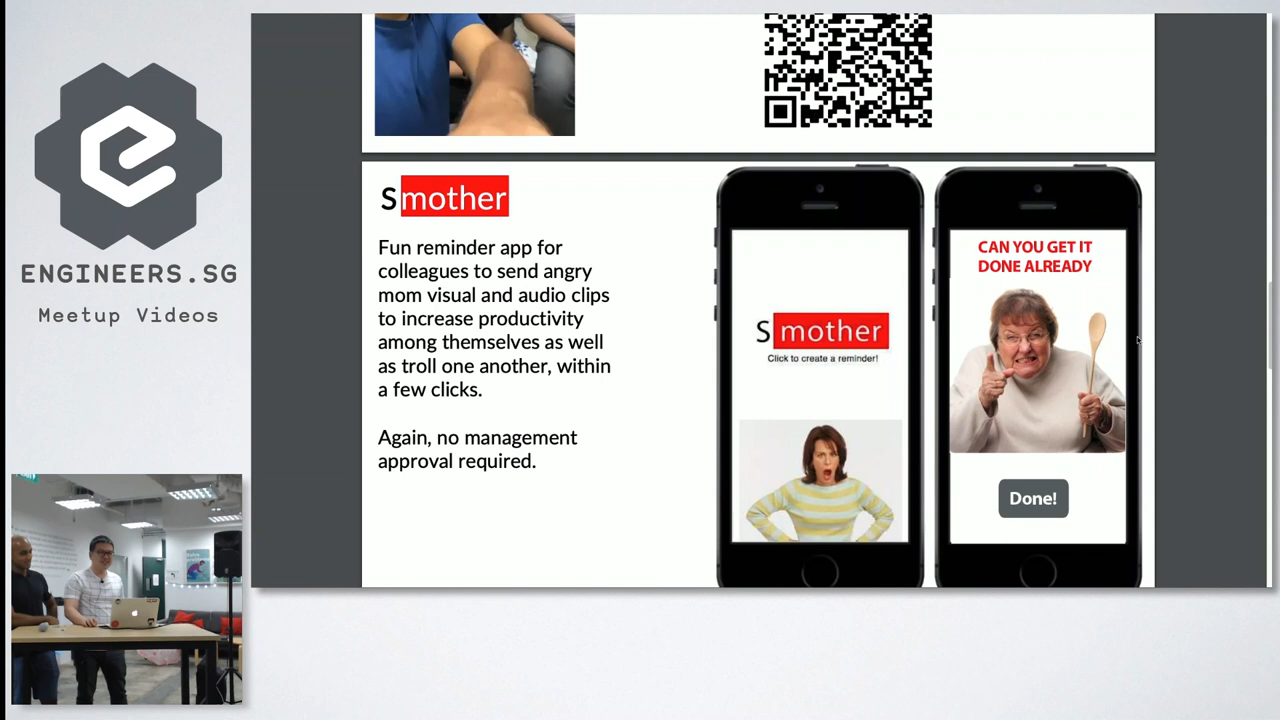 ENGINEERS.SG
Meetup Videos
Smother
Fun reminder app for
colleagues to send angry
mom visual and audio clips
to increase productivity
among themselves as well
as troll one another, within
a few clicks.
Again, no management
approval required.
Smother
Click to create a reminder!
CAN YOU GET IT
DONE ALREADY
Done!